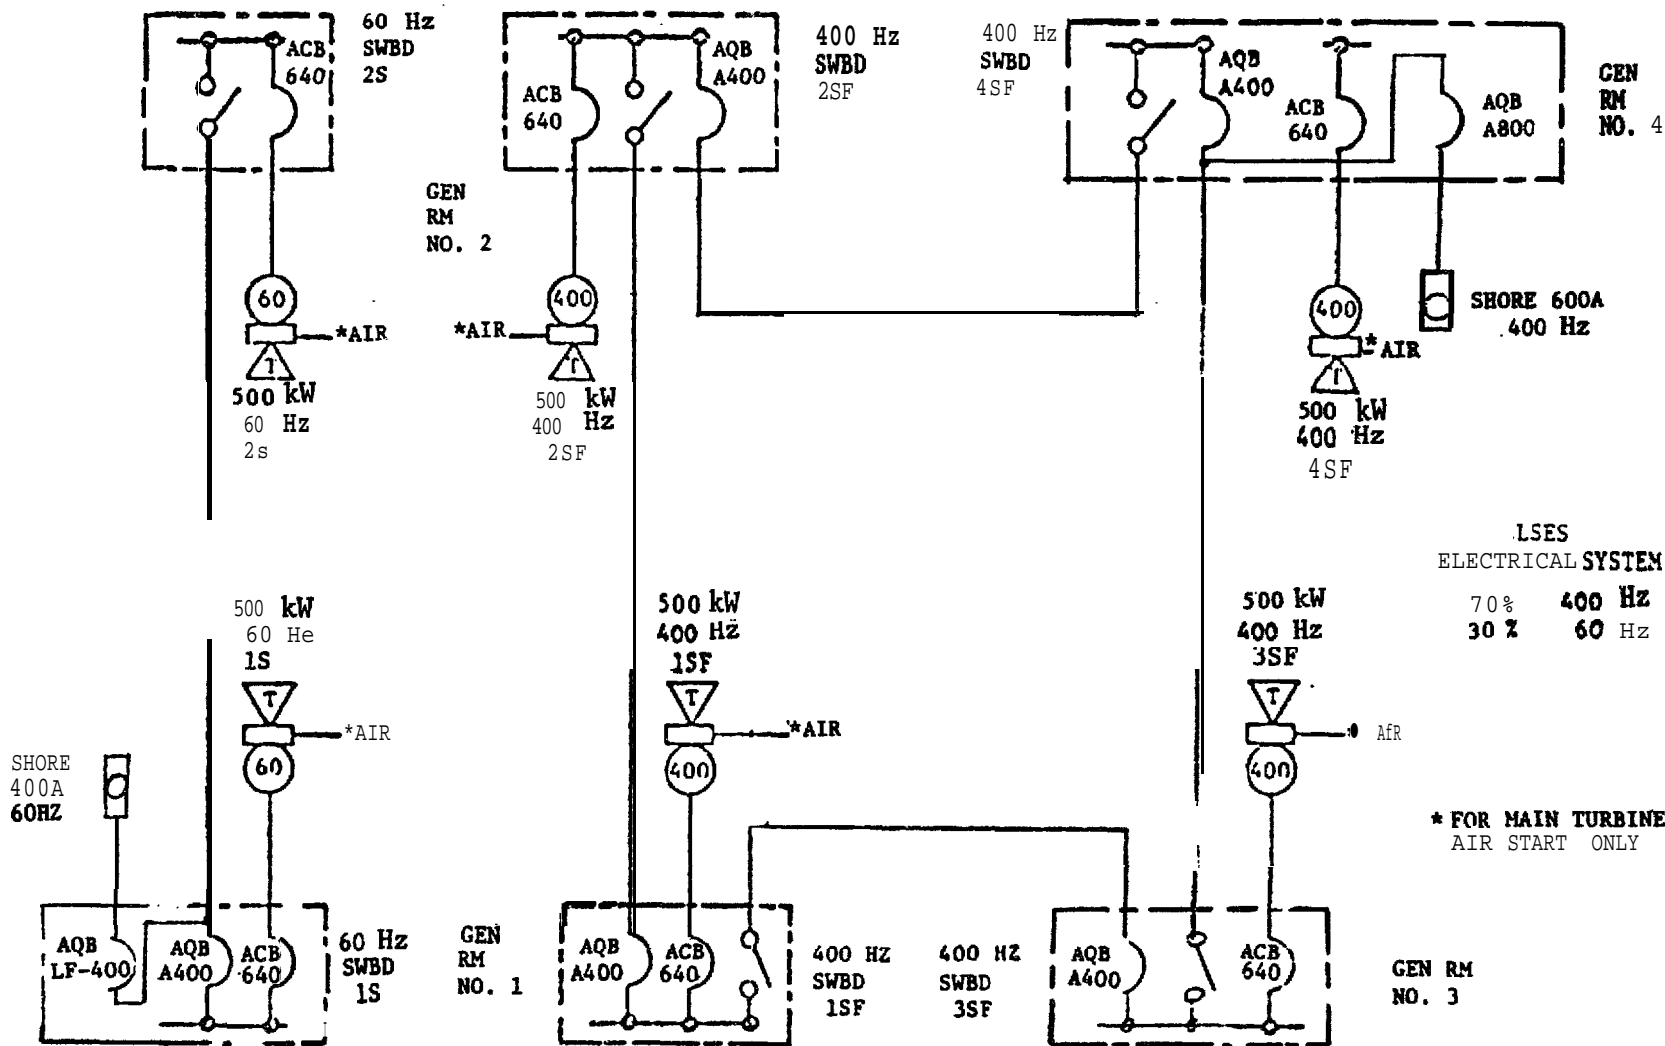 60 Hz
SWBD
2S
ACB
640
ACB
640
AQB
A400
400 Hz
SWBD
2SF
400 Hz
SWBD
4SF
AQB
A400
ACB
640
AQB
A800
GEN
RM
NO. 4
GEN
RM
NO. 2
60
*AIR
T
500 kW
60 Hz
2s
400
*AIR
T
500 kW
400 Hz
2SF
400
*AIR
T
500 kW
400 Hz
4SF
SHORE 600A
400 Hz
LSES
ELECTRICAL SYSTEM
70% 400 Hz
30 % 60 Hz
500 kW
60 He
1S
T
*AIR
60
500 kW
400 Hz
1SF
T
*AIR
400
500 kW
400 Hz
3SF
T
AfR
400
SHORE
400A
60HZ
* FOR MAIN TURBINE
AIR START ONLY
AQB
LF-400
AQB
A400
ACB
640
60 Hz
SWBD
1S
GEN
RM
NO. 1
AQB
A400
ACB
640
400 HZ
SWBD
1SF
400 HZ
SWBD
3SF
AQB
A400
ACB
640
GEN RM
NO. 3